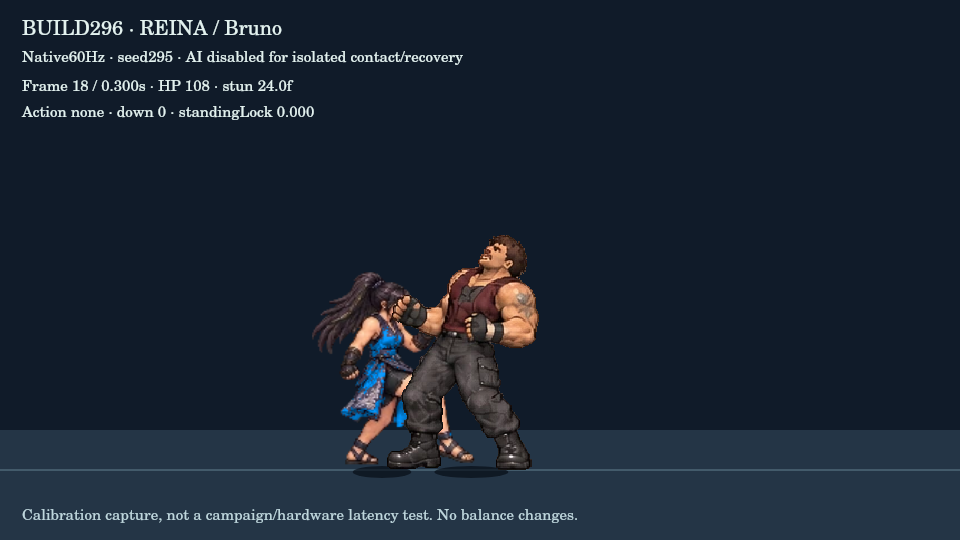 BUILD296 · REINA / Bruno
Native60Hz · seed295 · AI disabled for isolated contact/recovery
Frame 18 / 0.300s · HP 108 · stun 24.0f
Action none · down 0 · standingLock 0.000
Calibration capture, not a campaign/hardware latency test. No balance changes.